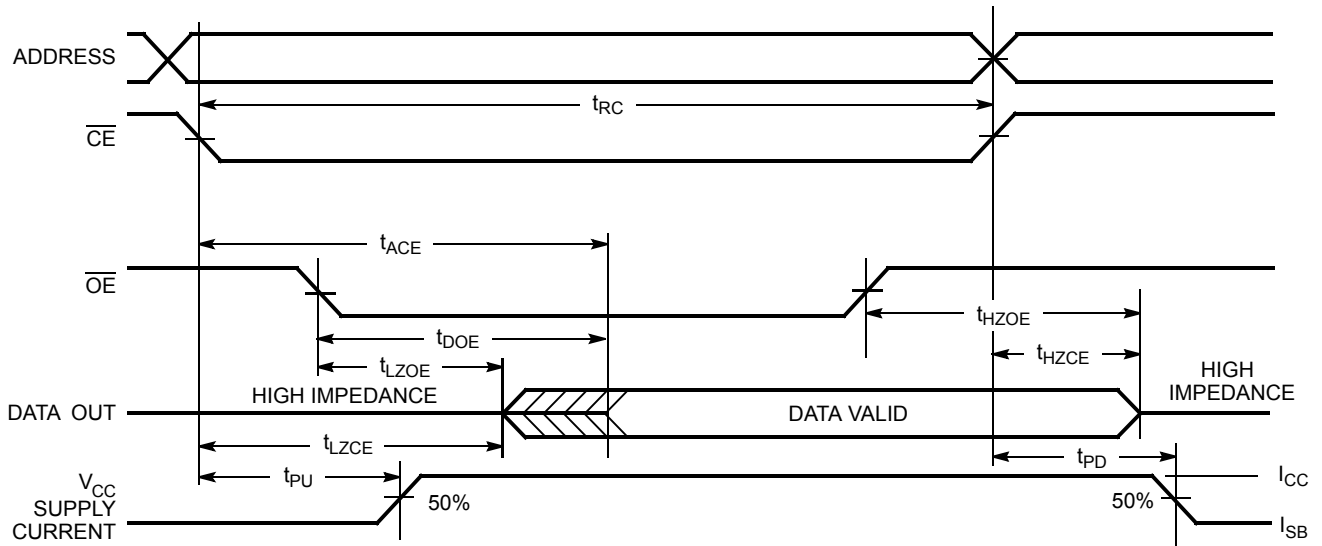 ADDRESS
tRC
CE
tACE
OE
tHZOE
tDOE
tHZCE
tLZOE
HIGH
IMPEDANCE
HIGH IMPEDANCE
DATA OUT
DATA VALID
tLZCE
tPU
tPD
VCC
SUPPLY
CURRENT
50%
50%
ICC
ISB